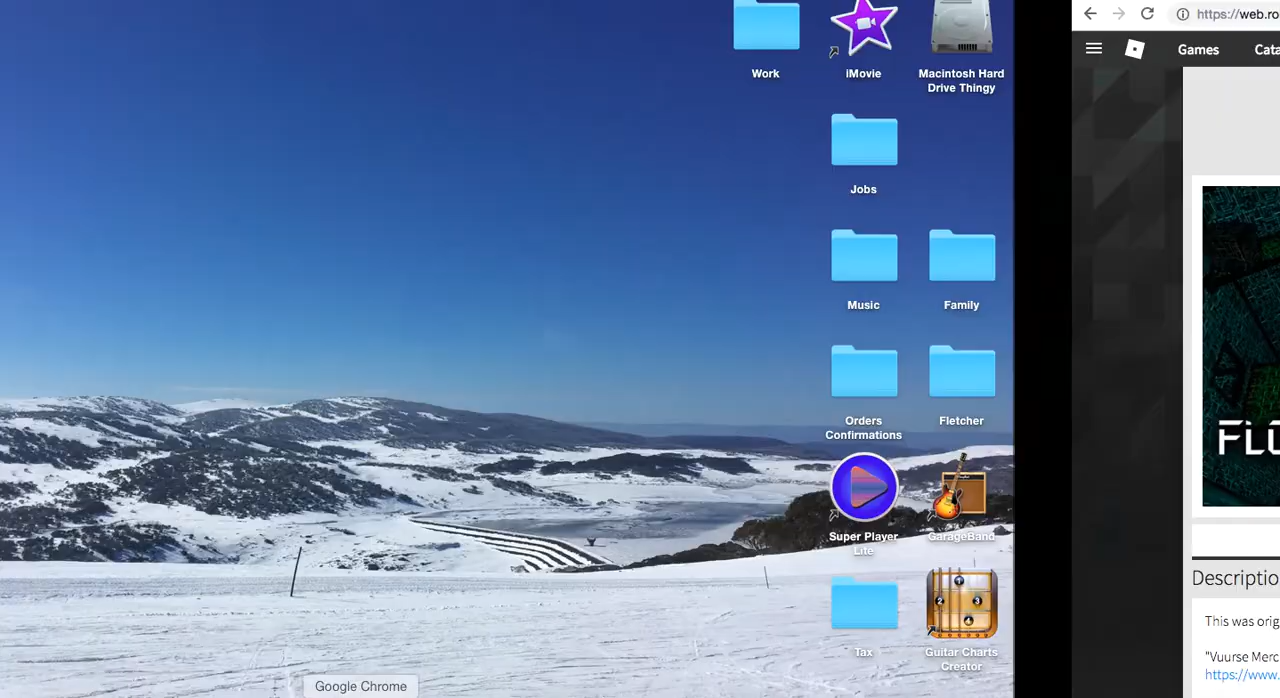 https://web.ro
Games
Cata
Work
iMovie
Macintosh Hard
Drive Thingy
Jobs
Music
Family
Orders
Confirmations
Fletcher
Super Player
Lite
GarageBand
Tax
Guitar Charts
Creator
Google Chrome
FLO
Descriptio
This was orig
"Vuurse Merc
https://www.